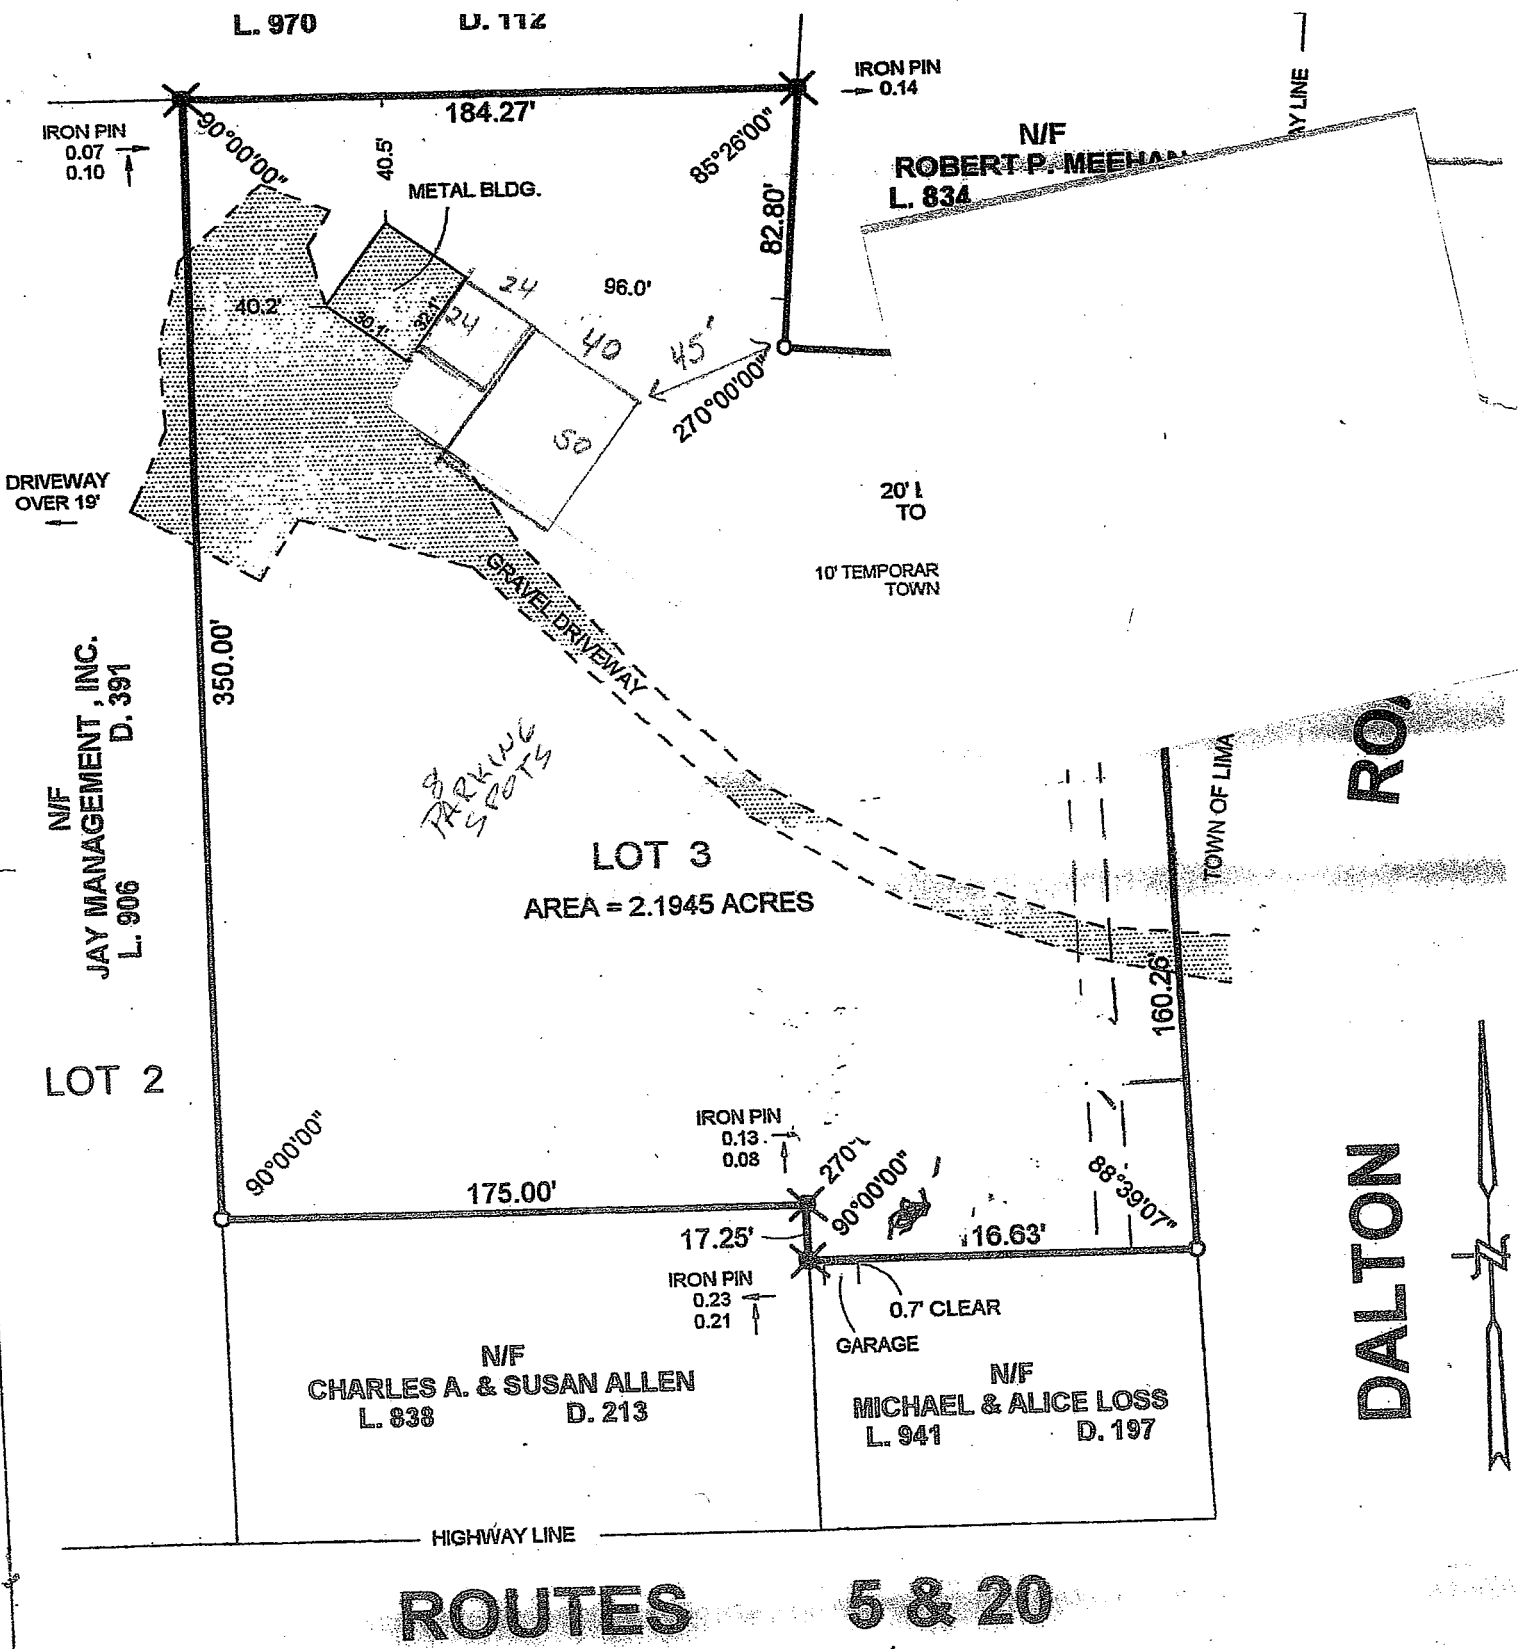 L. 970 D. 112
IRON PIN
0.14
184.27'
IRON PIN
0.07
0.10
90°00'00"
40.5'
METAL BLDG.
85°26'00"
82.80'
N/F
ROBERT P. MEEHAN
L. 834
AY LINE
40.2'
30.1'
32.1'
24
24
96.0'
40
45'
50
270°00'00"
DRIVEWAY
OVER 19'
20' 
TO
10' TEMPORAR
TOWN
GRAVEL DRIVEWAY
350.00'
N/F
JAY MANAGEMENT, INC.
L. 906 D. 391
8
PARKING
SPOTS
LOT 3
AREA = 2.1945 ACRES
TOWN OF LIMA
160.26'
LOT 2
90°00'00"
175.00'
IRON PIN
0.13
0.08
270°
90°00'00"
88°39'07"
17.25'
16.63'
IRON PIN
0.23
0.21
0.7' CLEAR
GARAGE
N/F
CHARLES A. & SUSAN ALLEN
L. 838 D. 213
N/F
MICHAEL & ALICE LOSS
L. 941 D. 197
DALTON
N
HIGHWAY LINE
ROUTES 5 & 20